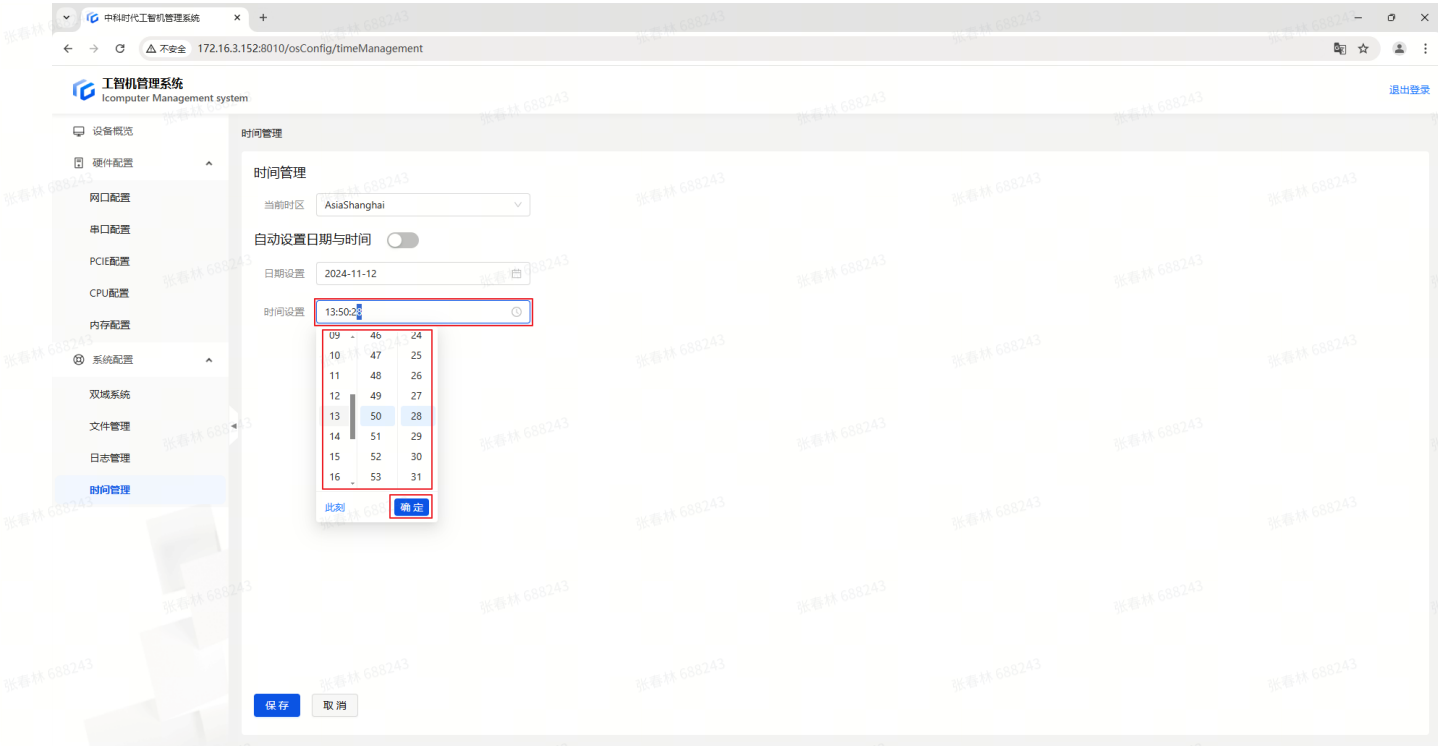 中科时代工智机管理系统
不安全 172.16.3.152:8010/osConfig/timeManagement
工智机管理系统
Icomputer Management system
退出登录
设备概览
硬件配置
网口配置
串口配置
PCIE配置
CPU配置
内存配置
系统配置
双域系统
文件管理
日志管理
时间管理
时间管理
时间管理
当前时区 AsiaShanghai
自动设置日期与时间
日期设置 2024-11-12
时间设置 13:50:28
09 46 24
10 47 25
11 48 26
12 49 27
13 50 28
14 51 29
15 52 30
16 53 31
此刻 确定
保存 取消
张春林 688243